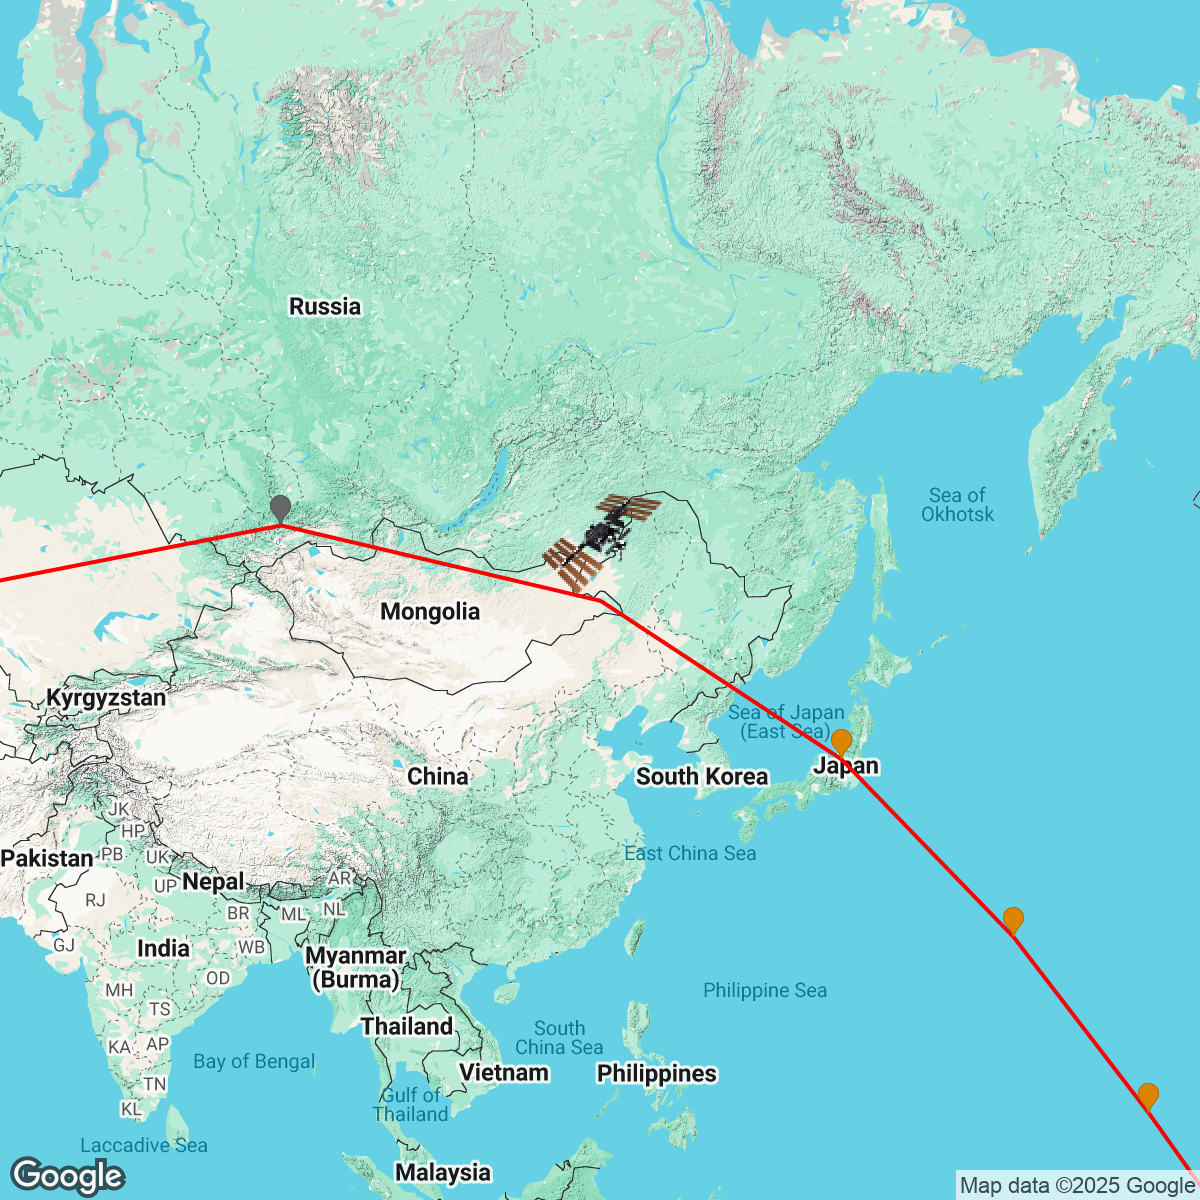 Russia
Sea of
Okhotsk
Mongolia
Kyrgyzstan
Sea of Japan
(East Sea)
Japan
South Korea
China
JK
HP
PB
UK
Pakistan
East China Sea
Nepal
AR
UP
RJ
BR
ML
NL
GJ
India
WB
Myanmar
(Burma)
OD
MH
Philippine Sea
TS
Thailand
South
China Sea
KA
AP
Bay of Bengal
Vietnam
Philippines
TN
Gulf of
Thailand
KL
Laccadive Sea
Malaysia
Google
Map data ©2025 Google